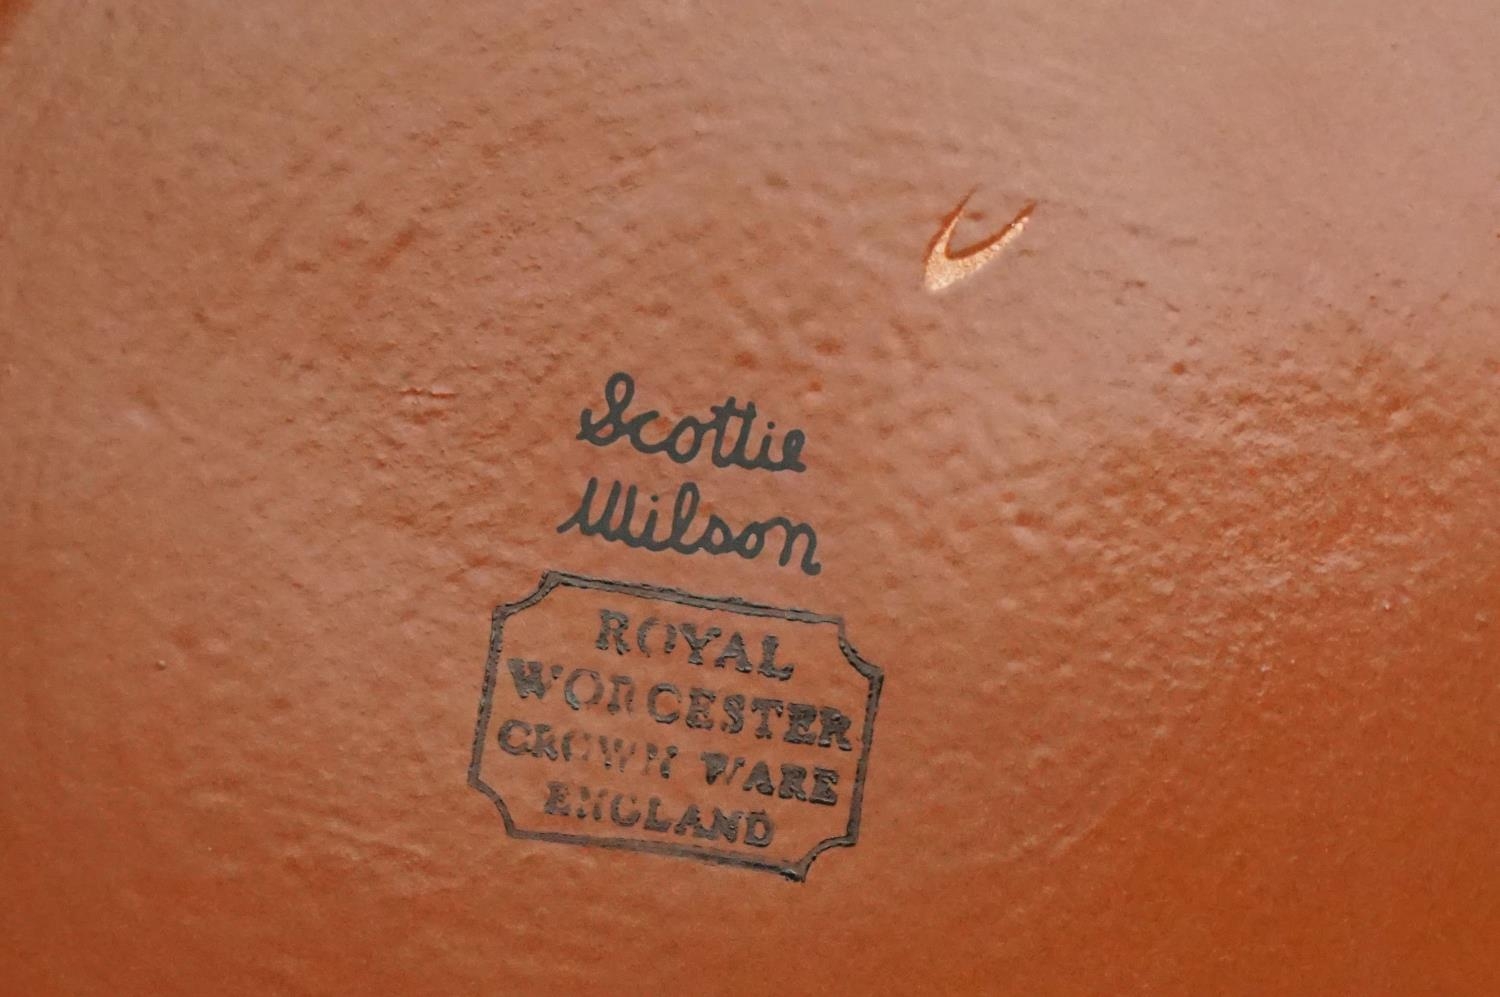 Scottie
Wilson
ROYAL
WORCESTER
CROWN WARE
ENGLAND